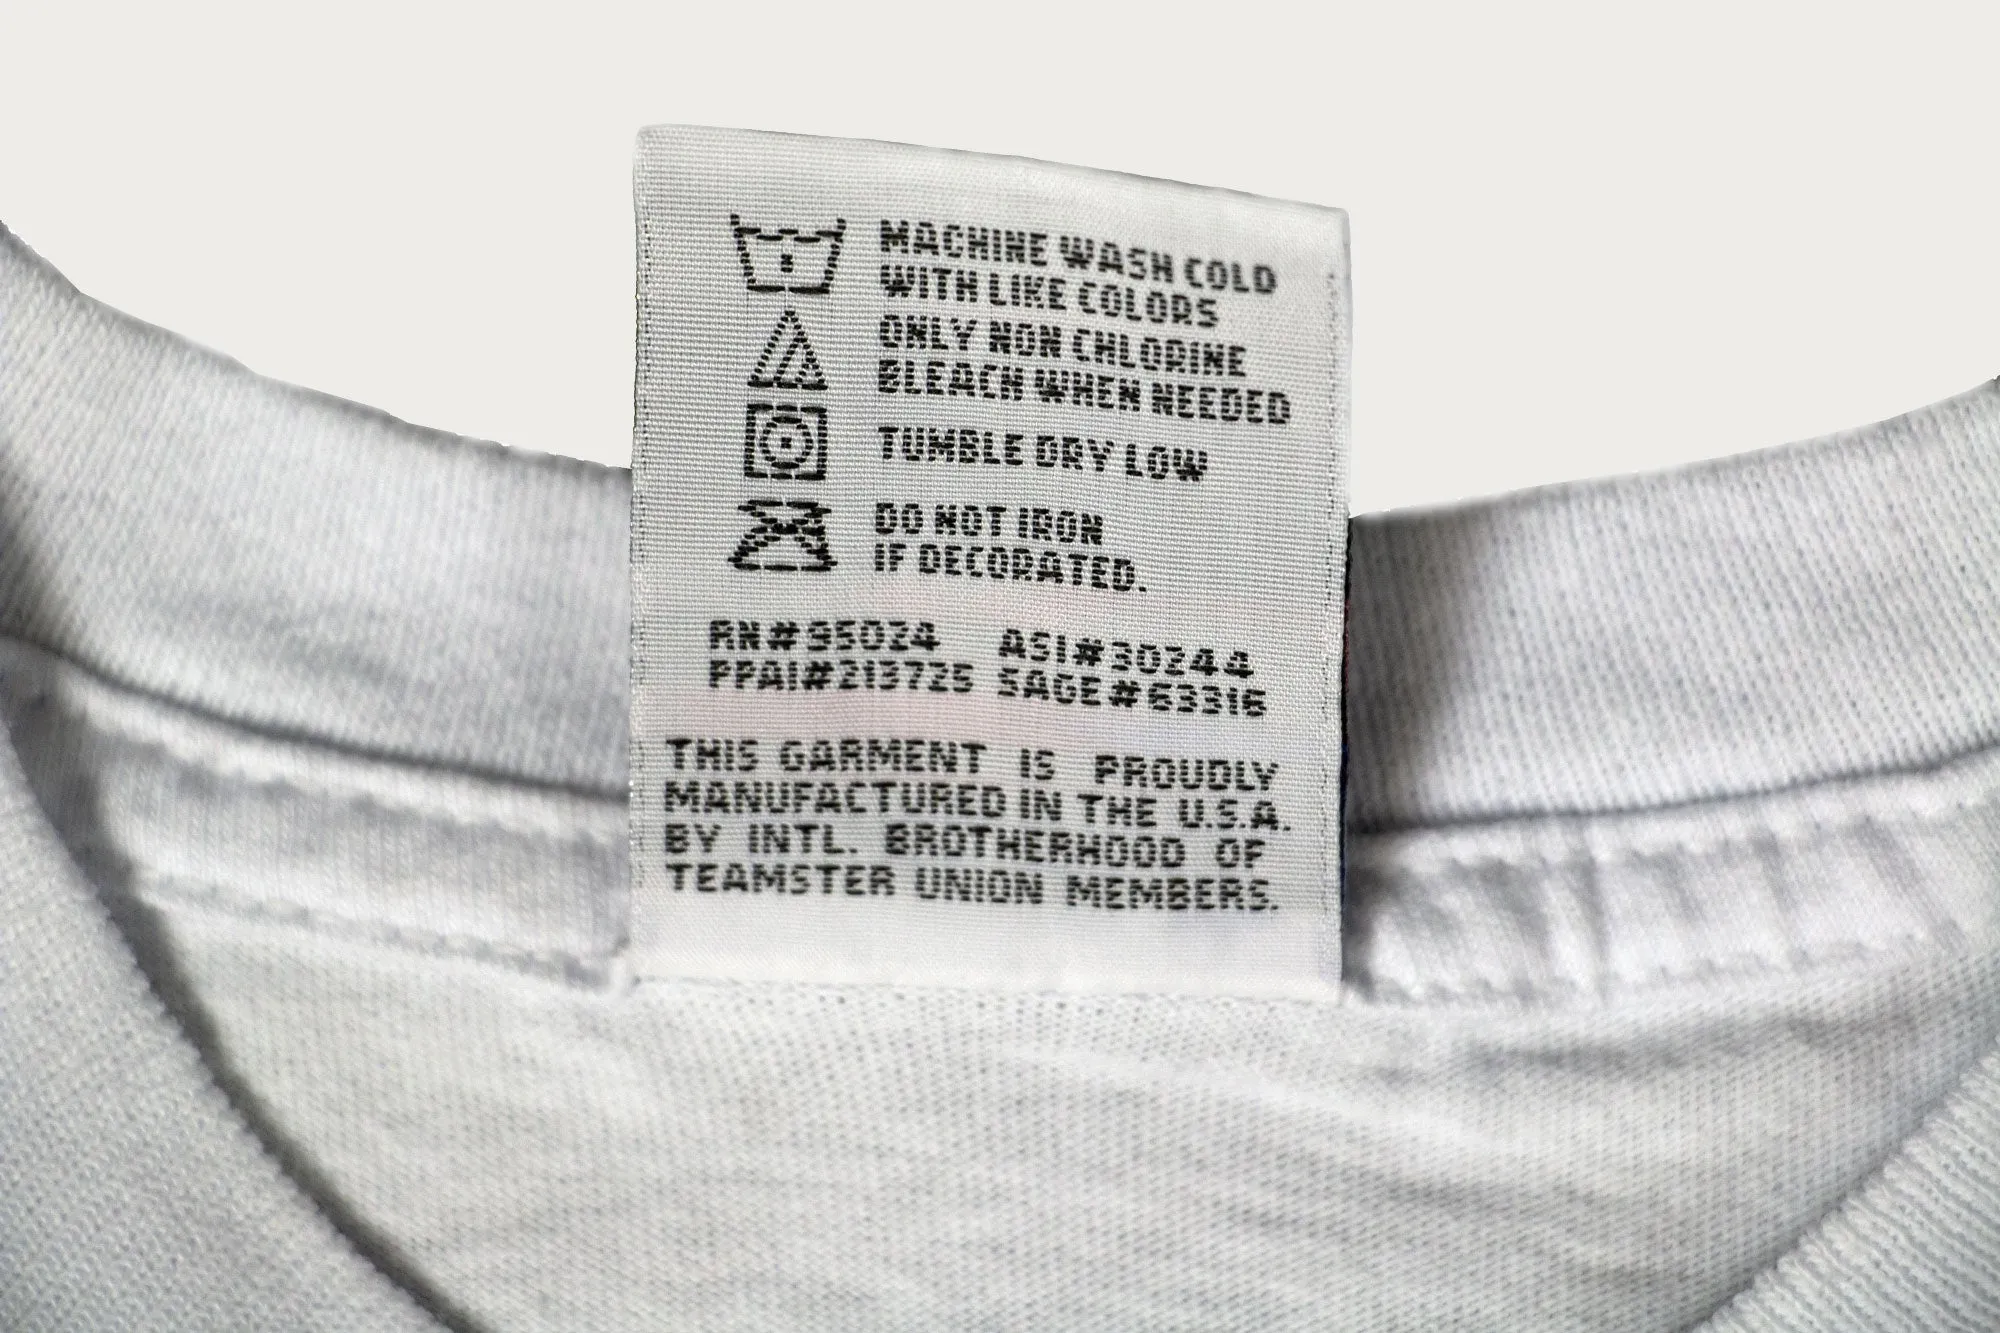 MACHINE WASH COLD
WITH LIKE COLORS
ONLY NON CHLORINE
BLEACH WHEN NEEDED
TUMBLE DRY LOW
DO NOT IRON
IF DECORATED.
RN#95024 ASI#30244
PPAI#213725 SAGE#63316
THIS GARMENT IS PROUDLY
MANUFACTURED IN THE U.S.A.
BY INTL. BROTHERHOOD OF
TEAMSTER UNION MEMBERS.